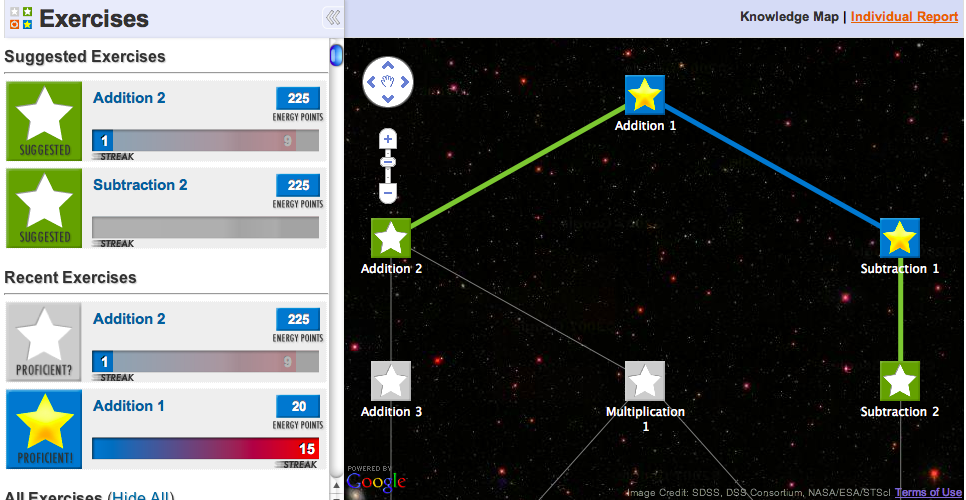 Exercises
Knowledge Map | Individual Report
Suggested Exercises
Addition 2
225
ENERGY POINTS
1
9
SUGGESTED
STREAK
Subtraction 2
225
ENERGY POINTS
SUGGESTED
STREAK
Recent Exercises
Addition 2
225
ENERGY POINTS
1
9
PROFICIENT?
STREAK
Addition 1
20
ENERGY POINTS
15
PROFICIENT!
STREAK
All Exercises (Hide All)
Addition 1
Addition 2
Subtraction 1
Addition 3
Multiplication
1
Subtraction 2
POWERED BY
Google
Image Credit: SDSS, DSS Consortium, NASA/ESA/STScI Terms of Use